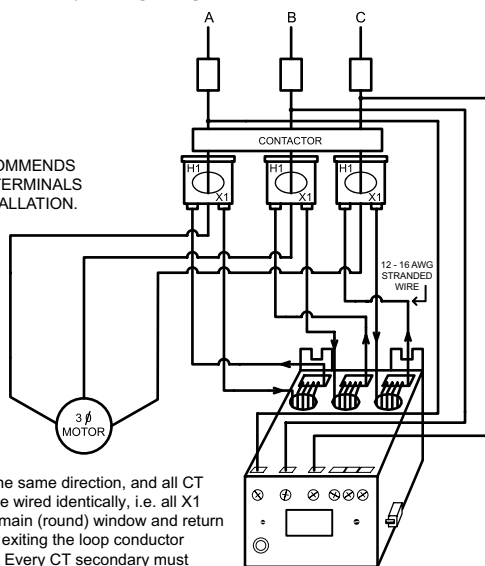 A B C
CONTACTOR
OMMENDS
TERMINALS
ALLATION.
H1 H1 H1
X1 X1 X1
12 - 16 AWG
STRANDED
WIRE
3 ϕ
MOTOR
he same direction, and all CT
e wired identically, i.e. all X1
main (round) window and return
exiting the loop conductor
Every CT secondary must